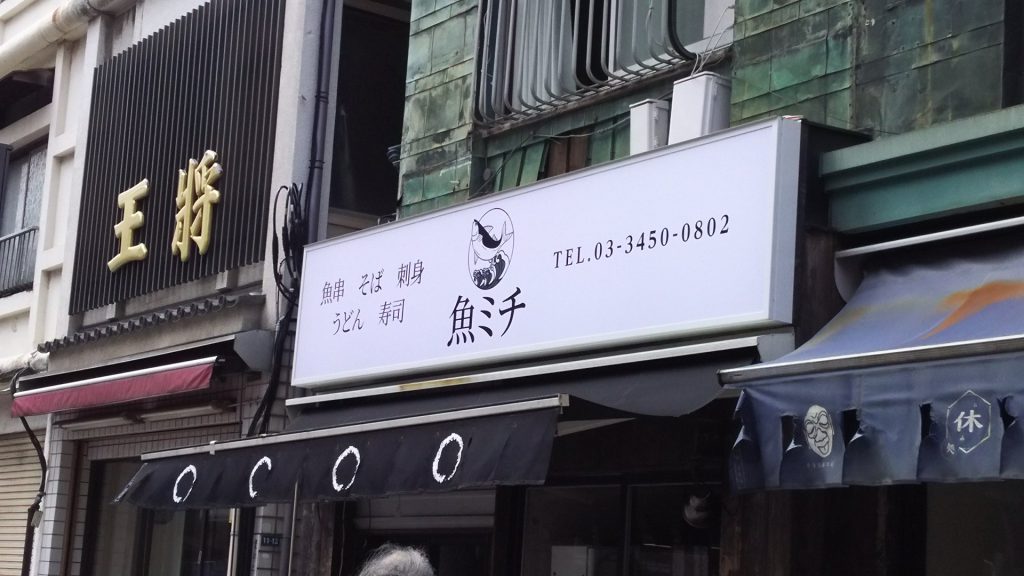 王将
魚串 そば 刺身
うどん 寿司
魚ミチ
TEL.03-3450-0802
休